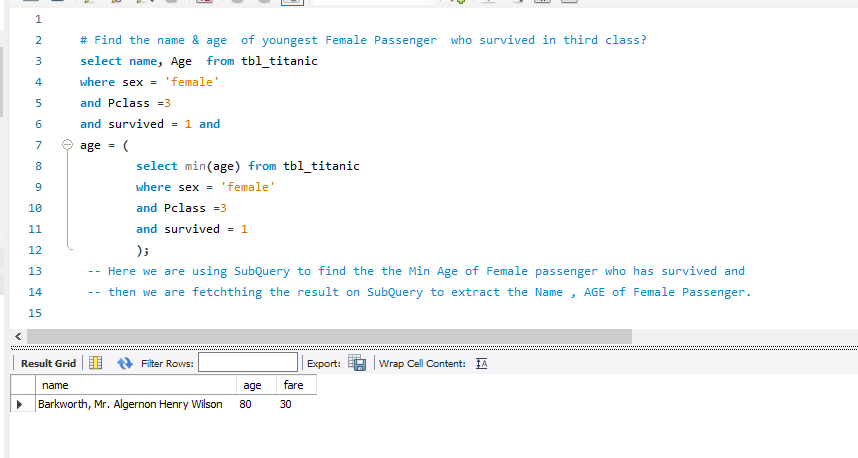 1
2 # Find the name & age  of youngest Female Passenger  who survived in third class?
3 select name, Age  from tbl_titanic
4 where sex = 'female'
5 and Pclass =3
6 and survived = 1 and
7 age = (
8 select min(age) from tbl_titanic
9 where sex = 'female'
10 and Pclass =3
11 and survived = 1
12 );
13 -- Here we are using SubQuery to find the the Min Age of Female passenger who has survived and
14 -- then we are fetchthing the result on SubQuery to extract the Name , AGE of Female Passenger.
15
Result Grid Filter Rows: Export: Wrap Cell Content: IA
name age fare
Barkworth, Mr. Algernon Henry Wilson 80 30